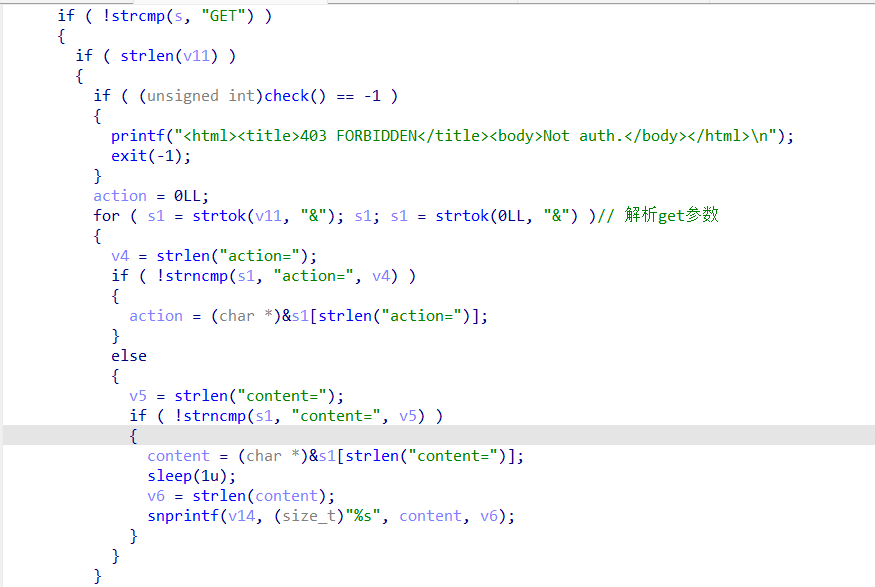 if ( !strcmp(s, "GET") )
{
if ( strlen(v11) )
{
if ( (unsigned int)check() == -1 )
{
printf("<html><title>403 FORBIDDEN</title><body>Not auth.</body></html>\n");
exit(-1);
}
action = 0LL;
for ( s1 = strtok(v11, "&"); s1; s1 = strtok(0LL, "&") )// 解析get参数
{
v4 = strlen("action=");
if ( !strncmp(s1, "action=", v4) )
{
action = (char *)&s1[strlen("action=")];
}
else
{
v5 = strlen("content=");
if ( !strncmp(s1, "content=", v5) )
{
content = (char *)&s1[strlen("content=")];
sleep(1u);
v6 = strlen(content);
snprintf(v14, (size_t)"%s", content, v6);
}
}
}